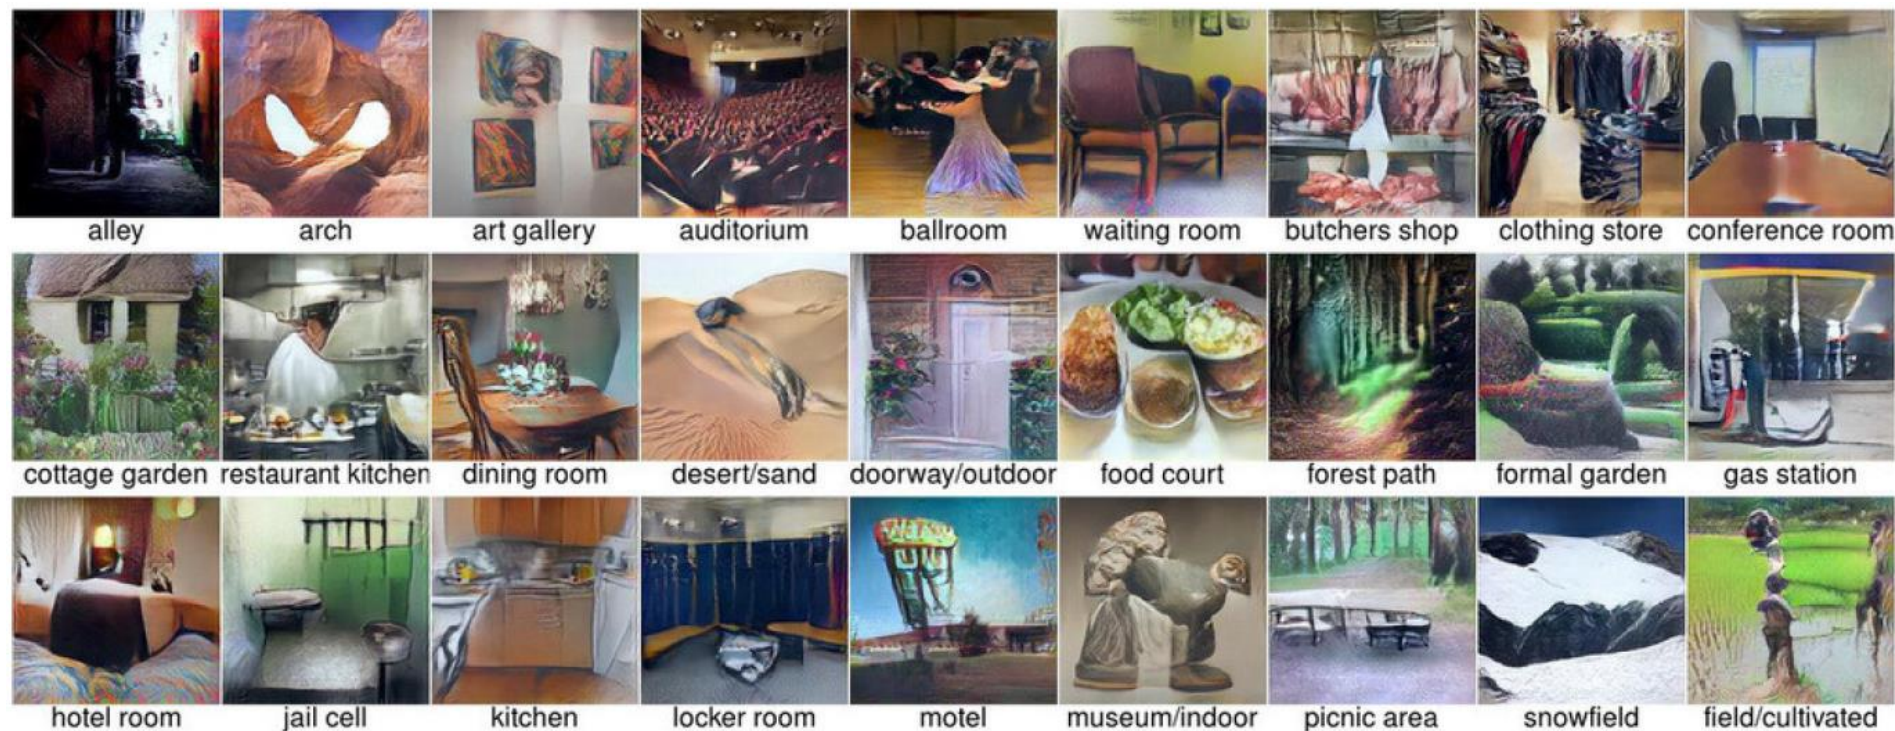 alley arch art gallery auditorium ballroom waiting room butchers shop clothing store conference room
cottage garden restaurant kitchen dining room desert/sand doorway/outdoor food court forest path formal garden gas station
hotel room jail cell kitchen locker room motel museum/indoor picnic area snowfield field/cultivated